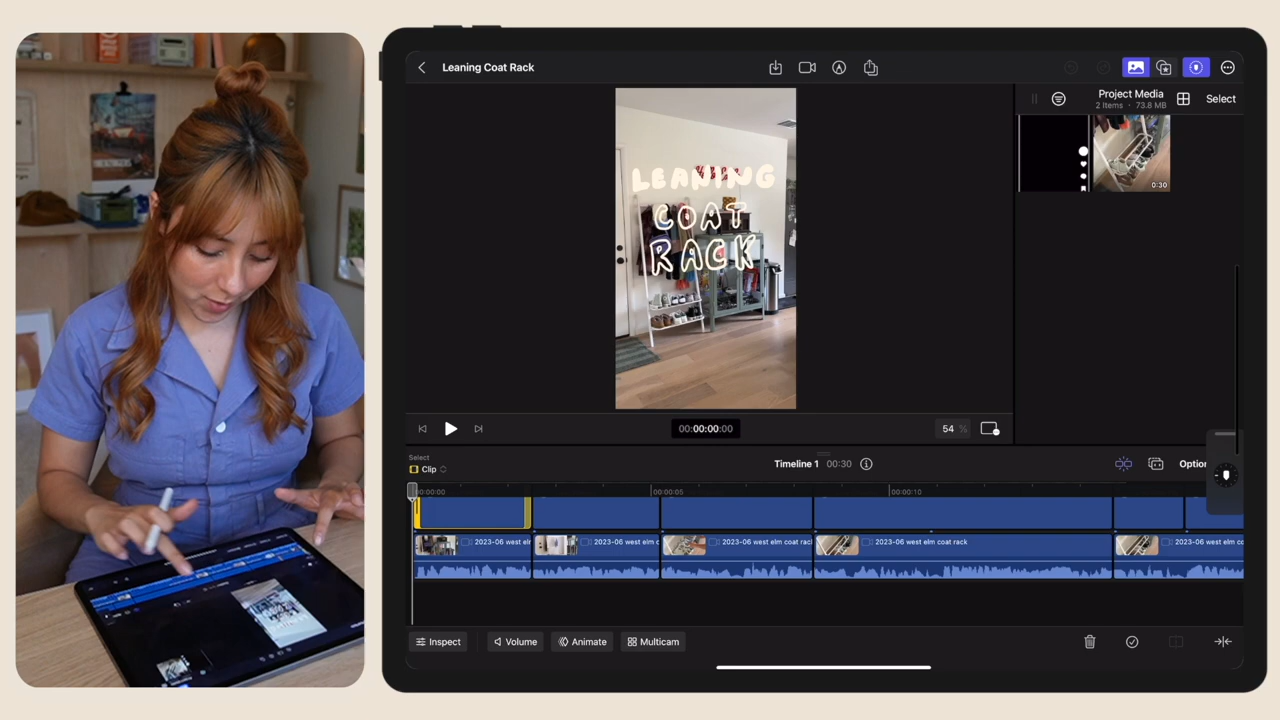 Leaning Coat Rack
Project Media
2 Items · 73.8 MB
Select
0:30
LEANING
COAT
RACK
00:00:00:00
54 %
Select
Clip
Timeline 1 00:30
Option
00:00:00
00:00:05
00:00:10
2023-06 west elm
2023-06 west elm co
2023-06 west elm coat rac
2023-06 west elm coat rack
2023-06 west elm co
Inspect
Volume
Animate
Multicam